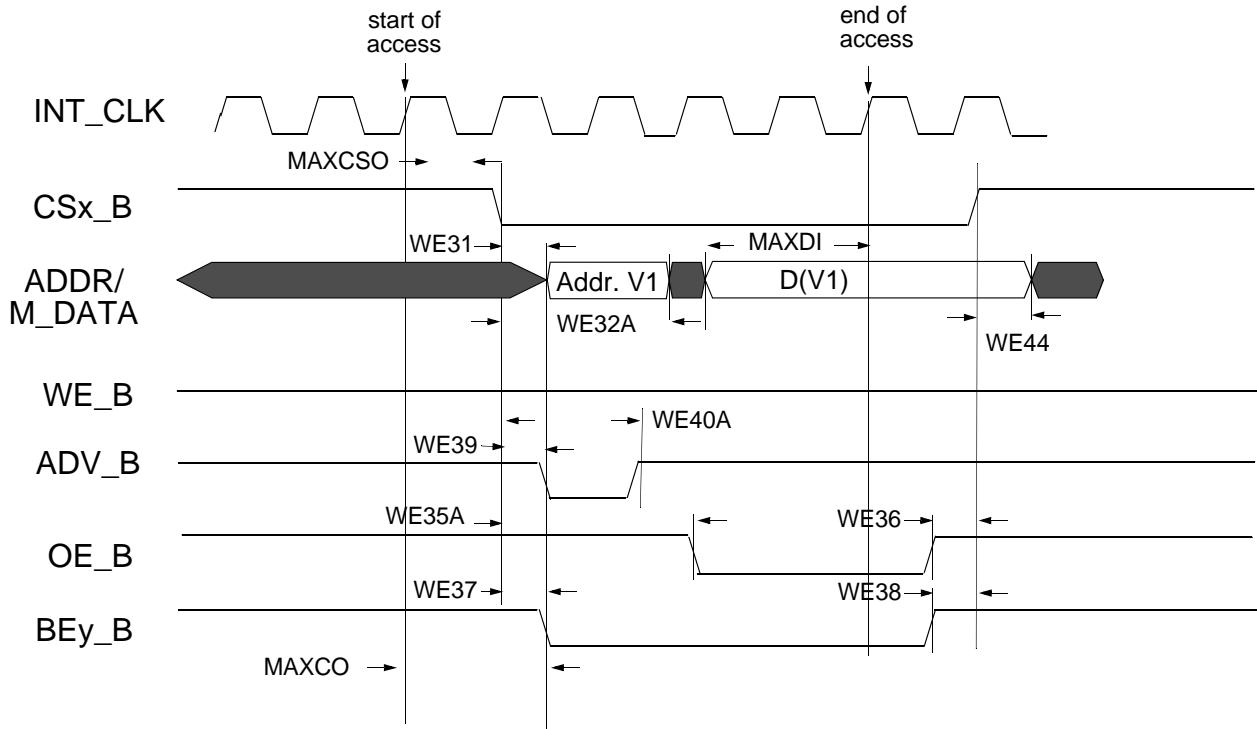 start of
access
end of
access
INT_CLK
MAXCSO
CSx_B
WE31
MAXDI
ADDR/
M_DATA
Addr. V1
D(V1)
WE32A
WE44
WE_B
WE40A
WE39
ADV_B
WE35A
WE36
OE_B
WE37
WE38
BEy_B
MAXCO